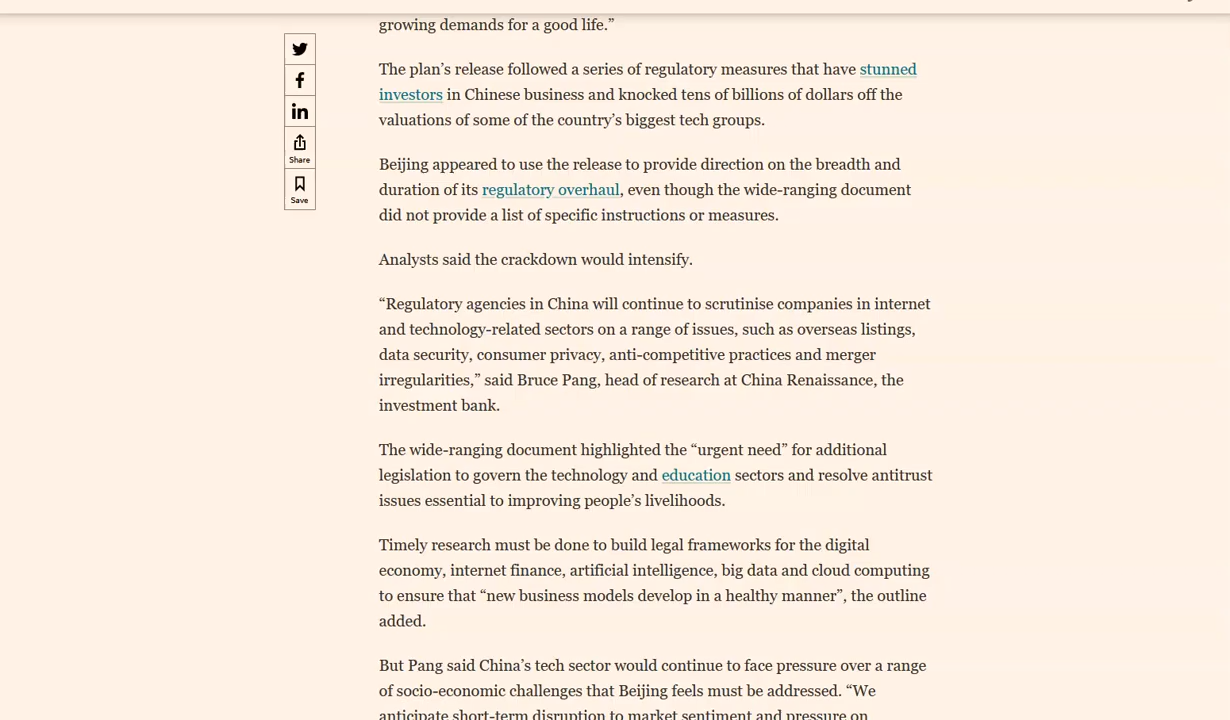 growing demands for a good life.”
The plan’s release followed a series of regulatory measures that have stunned
investors in Chinese business and knocked tens of billions of dollars off the
valuations of some of the country’s biggest tech groups.
Share
Beijing appeared to use the release to provide direction on the breadth and
duration of its regulatory overhaul, even though the wide-ranging document
Save
did not provide a list of specific instructions or measures.
Analysts said the crackdown would intensify.
“Regulatory agencies in China will continue to scrutinise companies in internet
and technology-related sectors on a range of issues, such as overseas listings,
data security, consumer privacy, anti-competitive practices and merger
irregularities,” said Bruce Pang, head of research at China Renaissance, the
investment bank.
The wide-ranging document highlighted the “urgent need” for additional
legislation to govern the technology and education sectors and resolve antitrust
issues essential to improving people’s livelihoods.
Timely research must be done to build legal frameworks for the digital
economy, internet finance, artificial intelligence, big data and cloud computing
to ensure that “new business models develop in a healthy manner”, the outline
added.
But Pang said China’s tech sector would continue to face pressure over a range
of socio-economic challenges that Beijing feels must be addressed. “We
anticipate short-term disruption to market sentiment and pressure on